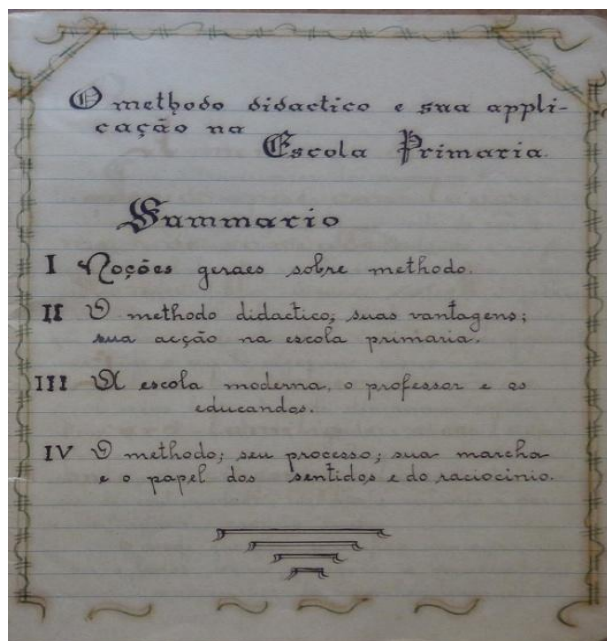 O methodo didactico e sua appli-
cação na
Escola Primaria.
Summario
I Noções geraes sobre methodo.
II O methodo didactico; suas vantagens;
sua acção na escola primaria.
III A escola moderna, o professor e os
educandos.
IV O methodo; seu processo; sua marcha
e o papel dos sentidos e do raciocinio.